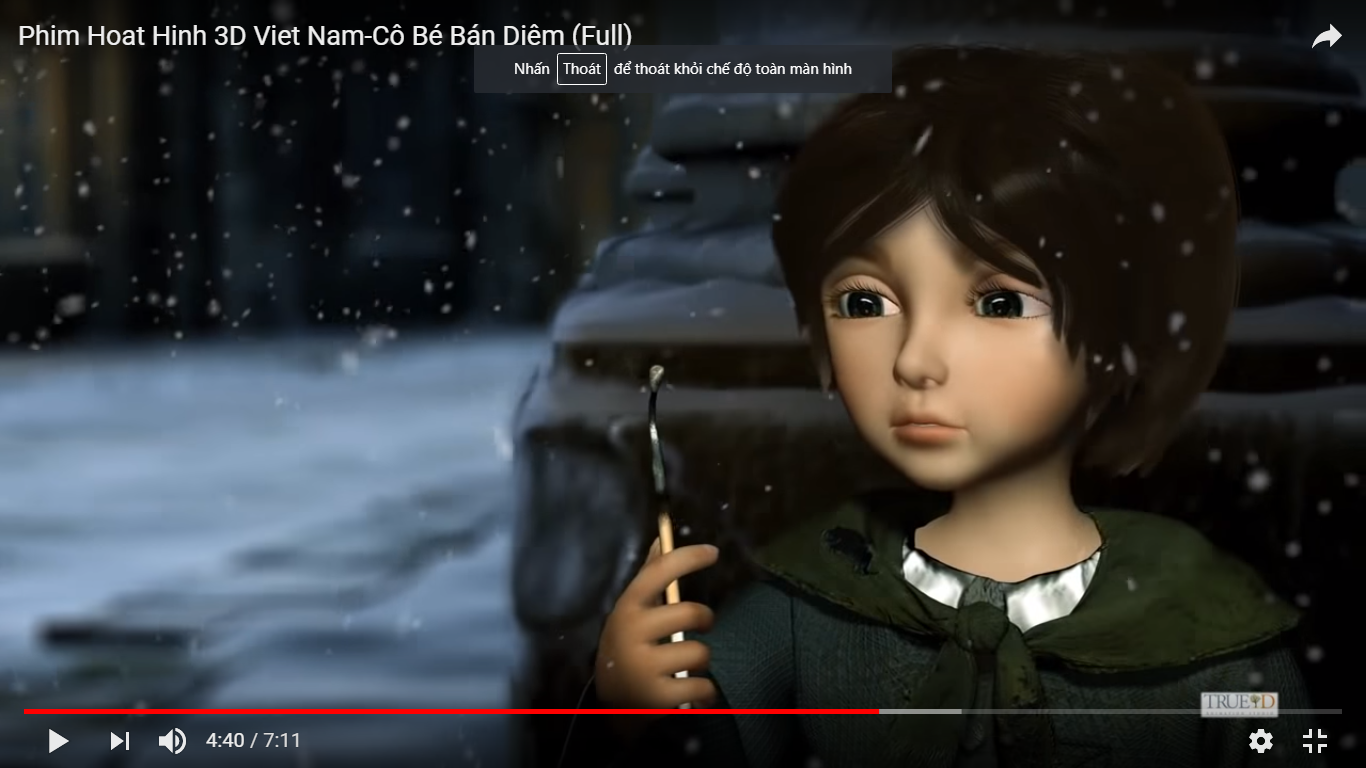 Phim Hoat Hinh 3D Viet Nam-Cô Bé Bán Diêm (Full)
Nhấn Thoát để thoát khỏi chế độ toàn màn hình
TRUE D
4:40 / 7:11